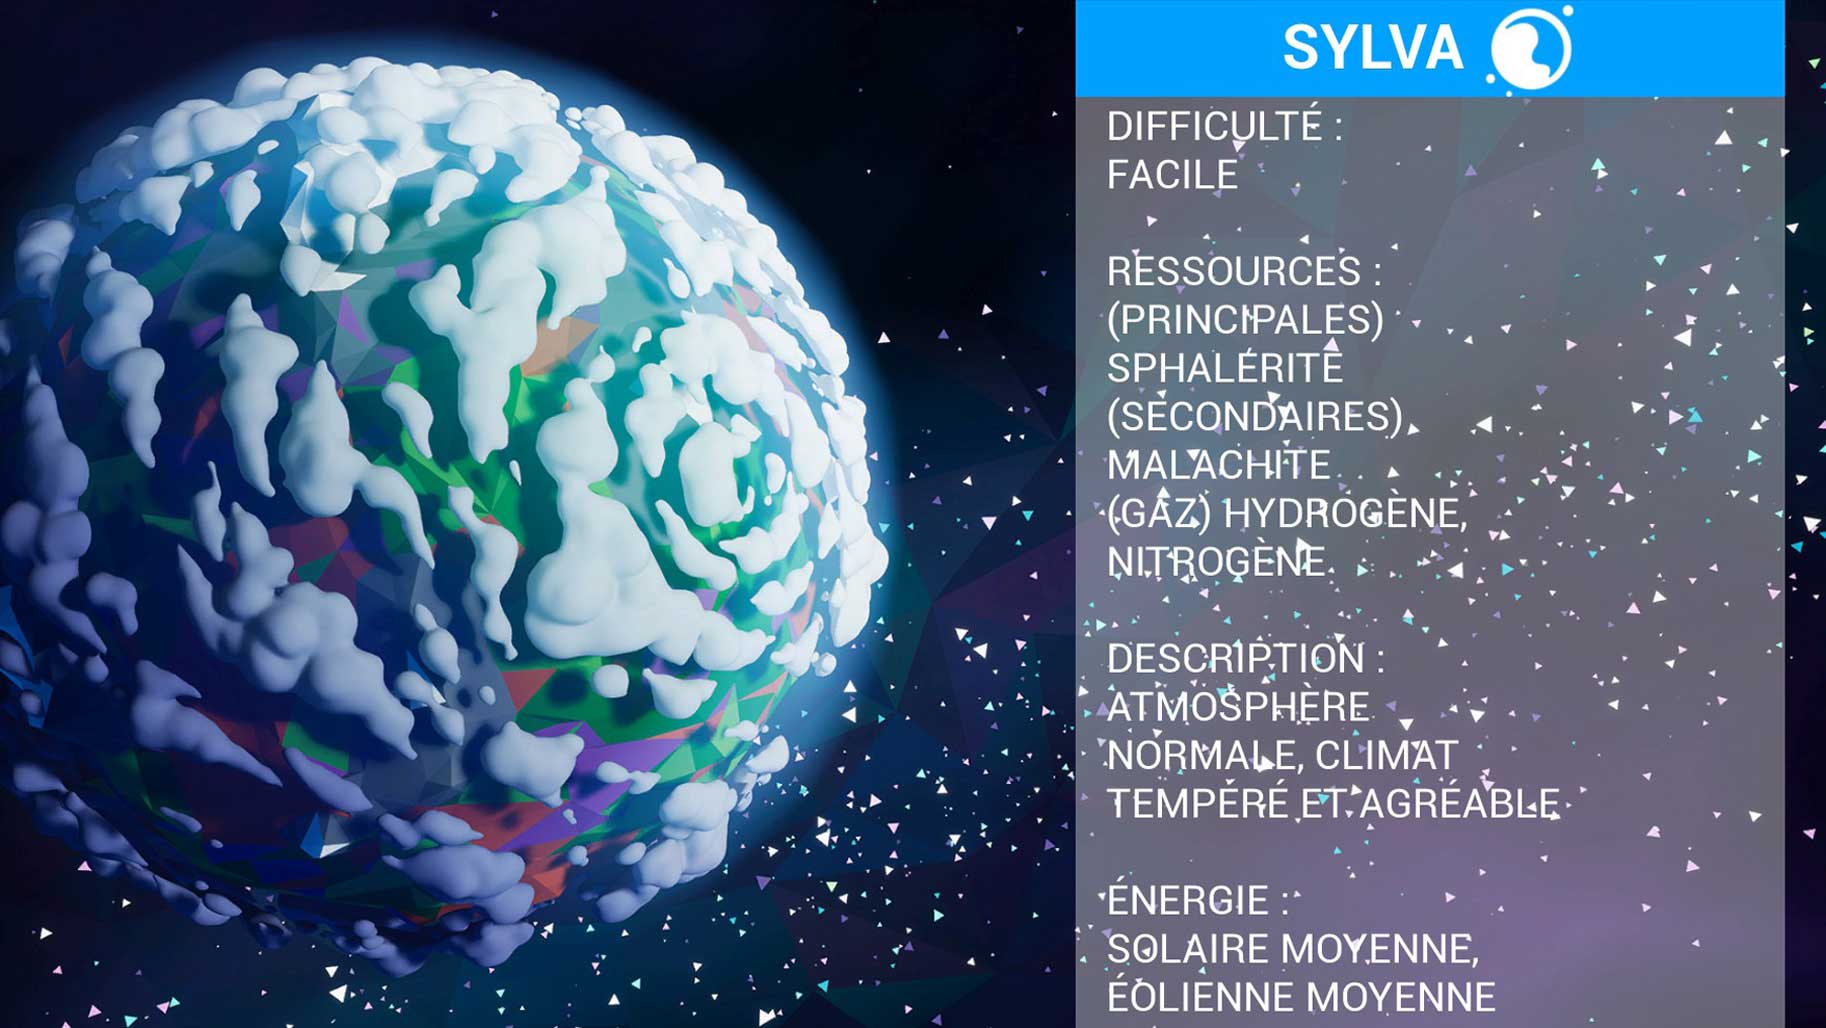 SYLVA
DIFFICULTÉ :
FACILE
RESSOURCES :
(PRINCIPALES)
SPHALÉRITE
(SECONDAIRES)
MALACHITE
(GAZ) HYDROGÈNE,
NITROGÈNE
DESCRIPTION :
ATMOSPHÈRE
NORMALE, CLIMAT
TEMPÉRÉ ET AGRÉABLE
ÉNERGIE :
SOLAIRE MOYENNE,
ÉOLIENNE MOYENNE